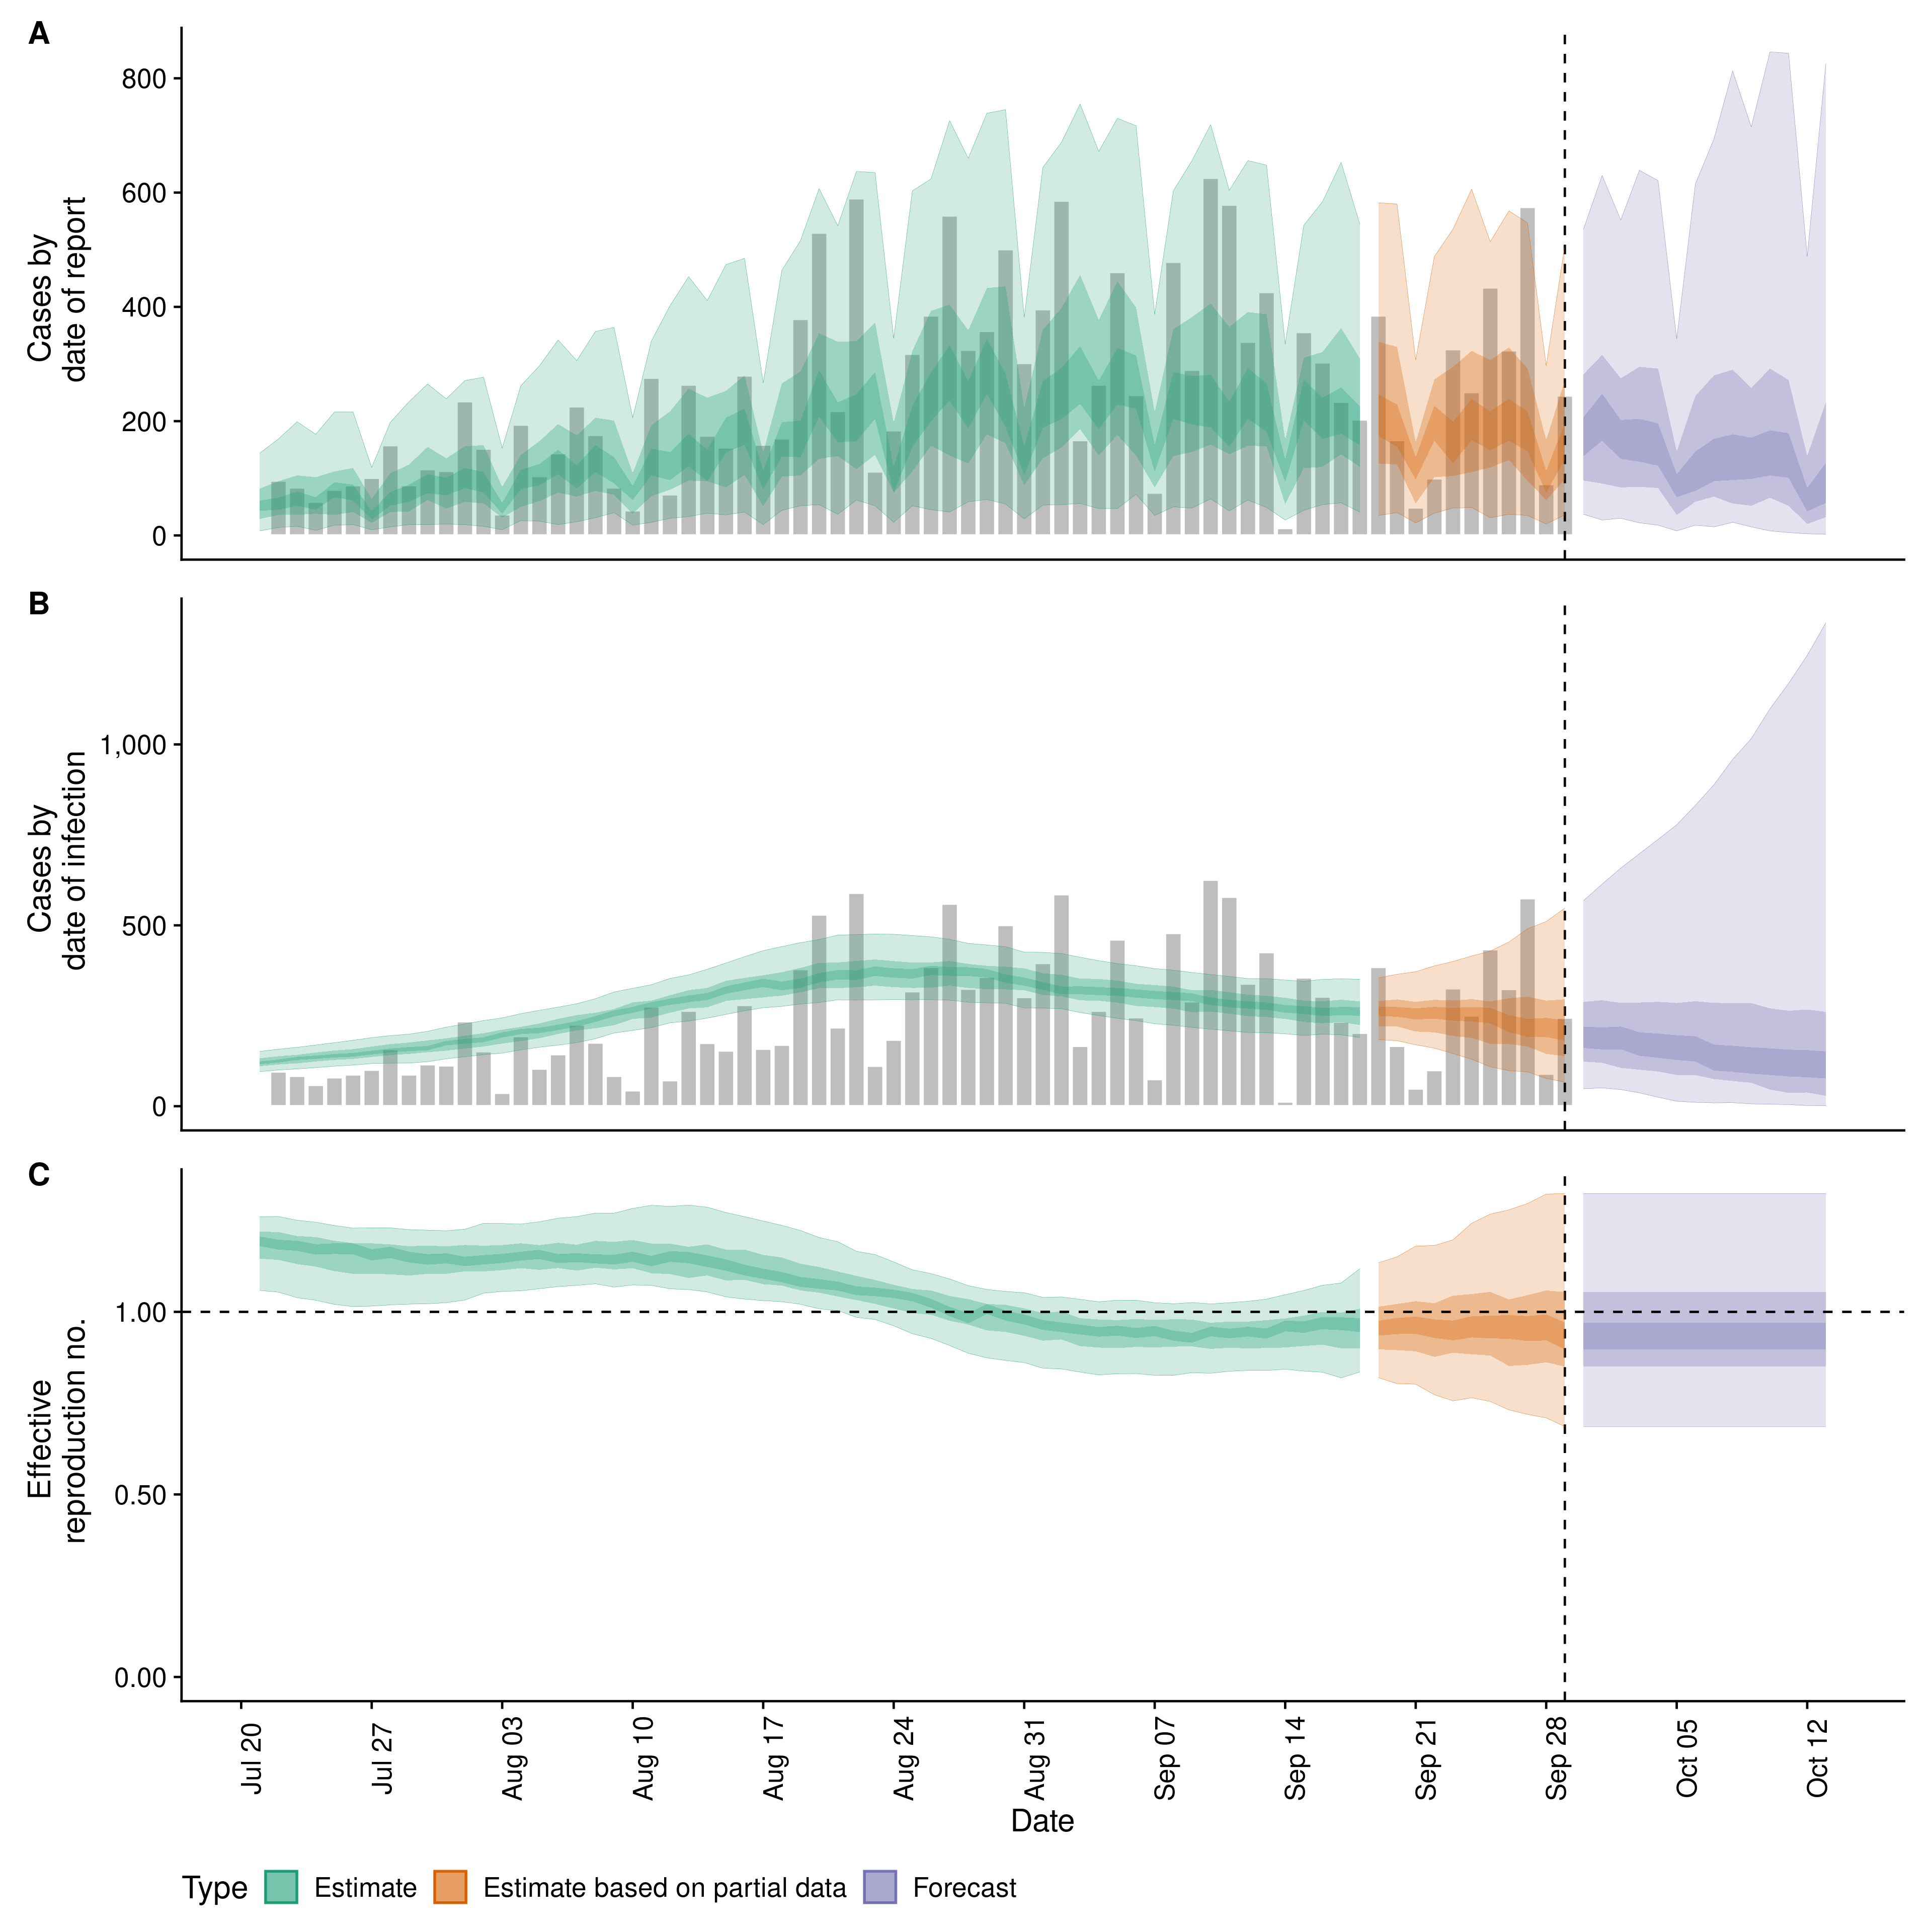 A
800
600
400
200
0
Cases by
date of report
B
1,000
500
0
Cases by
date of infection
C
1.00
0.50
0.00
Effective
reproduction no.
Jul 20
Jul 27
Aug 03
Aug 10
Aug 17
Aug 24
Aug 31
Sep 07
Sep 14
Sep 21
Sep 28
Oct 05
Oct 12
Date
Type Estimate Estimate based on partial data Forecast